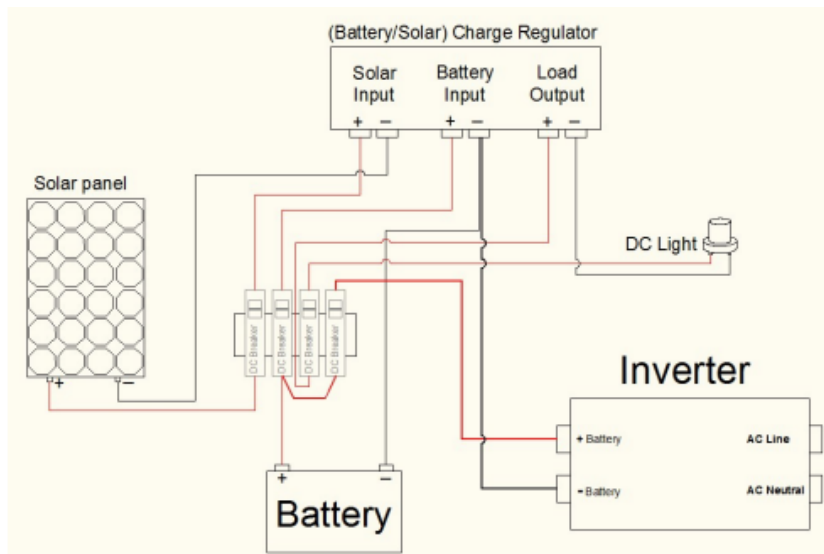 (Battery/Solar) Charge Regulator
Solar Input
Battery Input
Load Output
+ − + − + −
Solar panel
DC Light
DC Breaker
DC Breaker
DC Breaker
DC Breaker
+ −
Inverter
+ Battery
AC Line
- Battery
AC Neutral
+ −
Battery